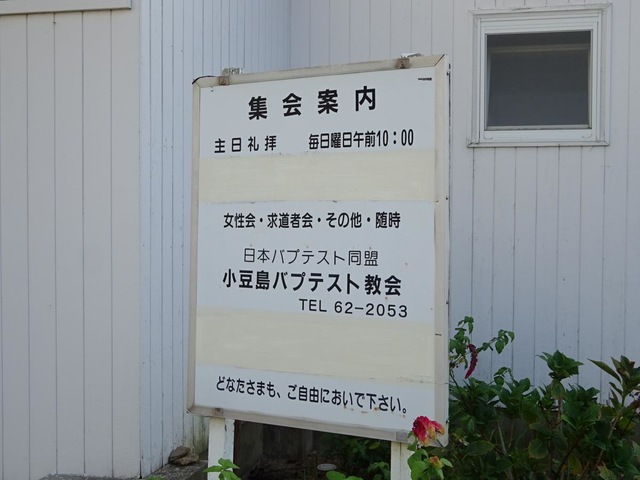 集会案内
主日礼拝　毎日曜日午前10：00
女性会・求道者会・その他・随時
日本バプテスト同盟
小豆島バプテスト教会
TEL 62-2053
どなたさまも、ご自由においで下さい。